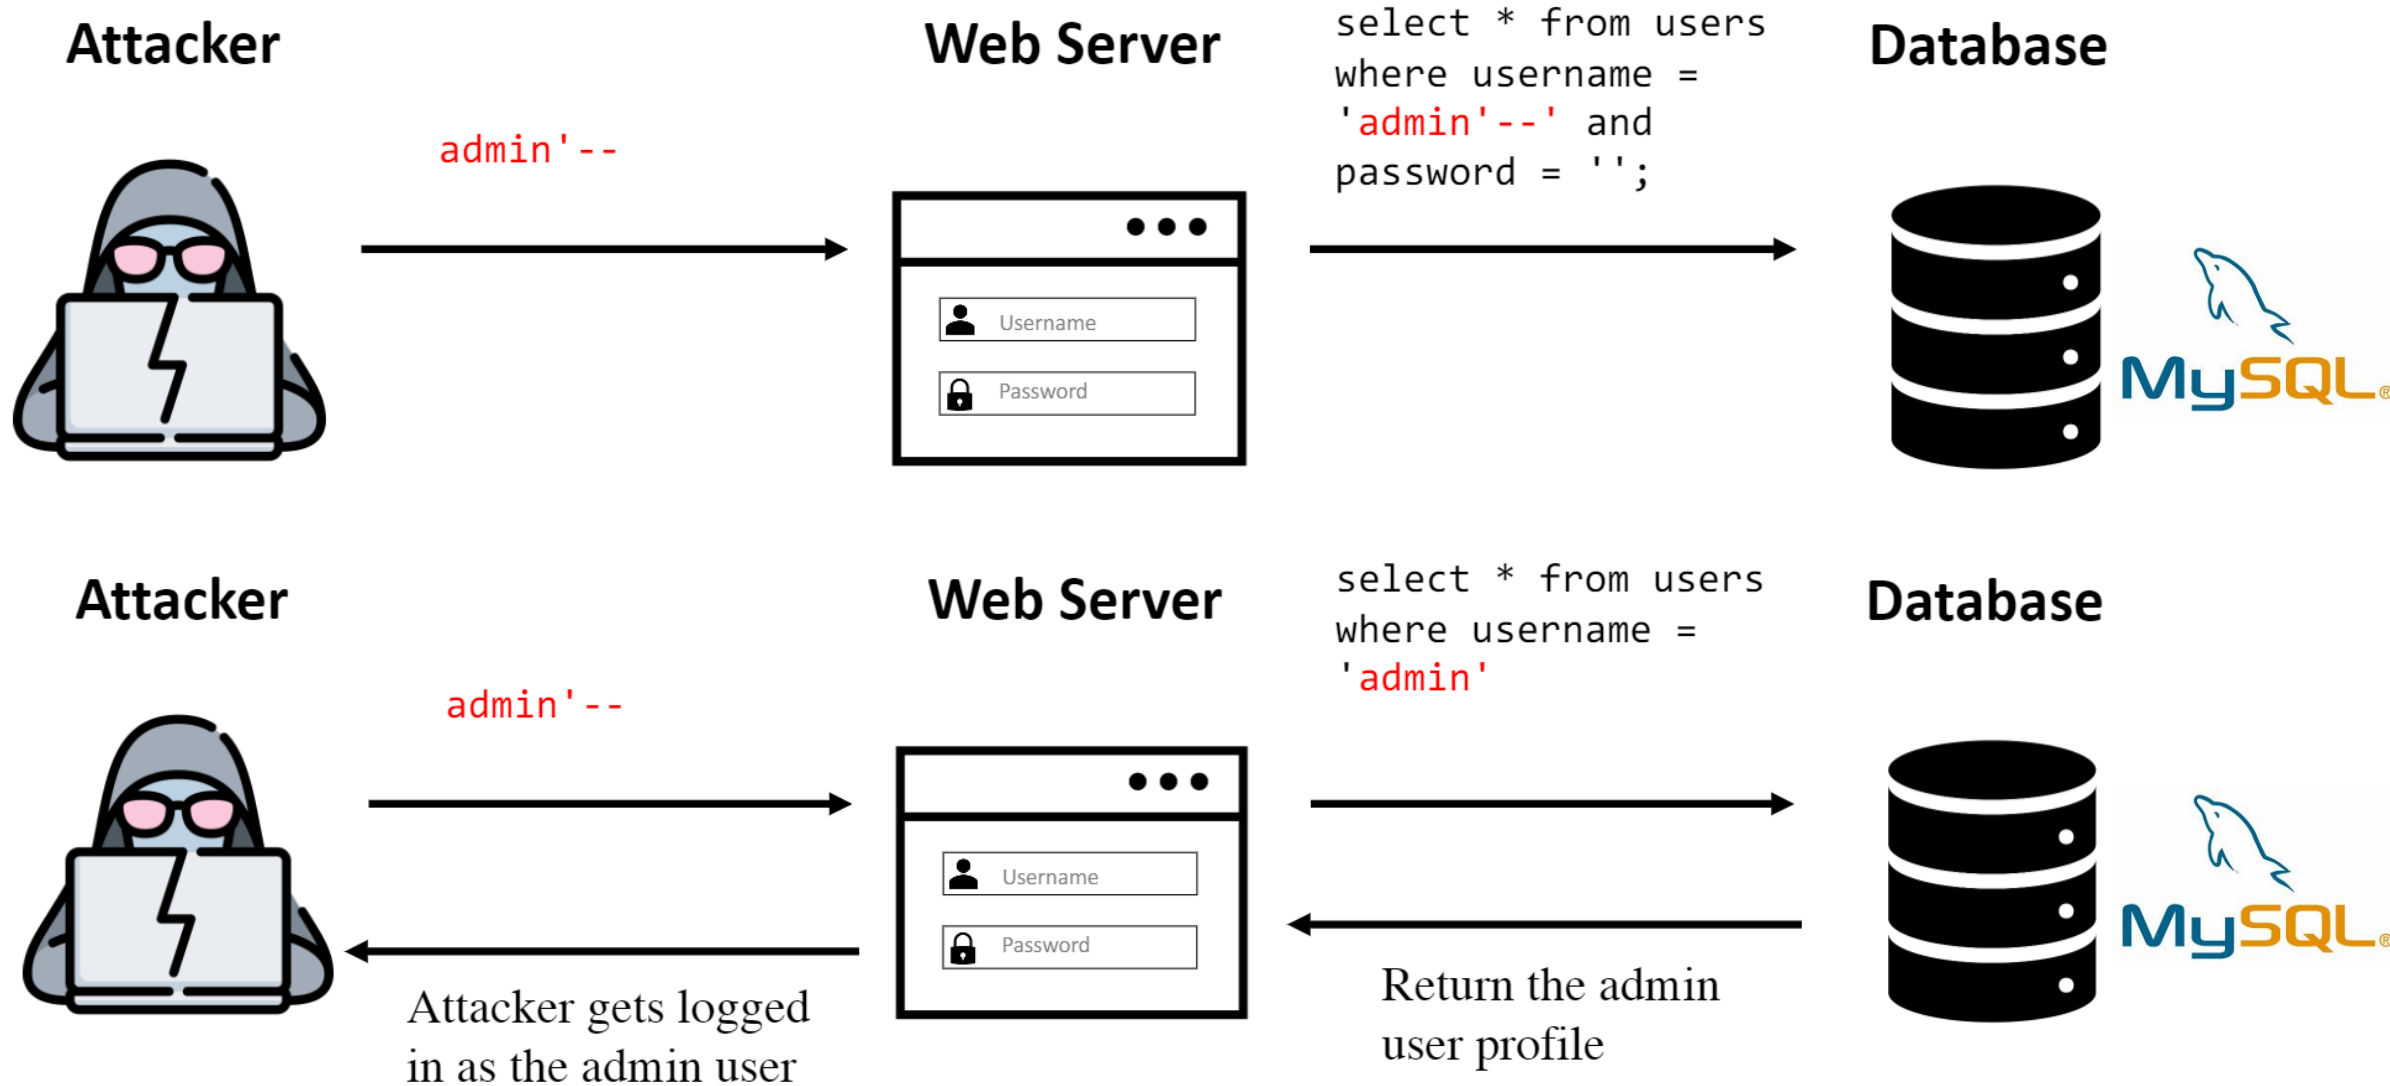 Attacker
Web Server
select * from users
where username =
'admin'--' and
password = '';
Database
admin'--
Username
Password
MySQL®
Attacker
Web Server
select * from users
where username =
'admin'
Database
admin'--
Username
Password
MySQL®
Attacker gets logged
in as the admin user
Return the admin
user profile